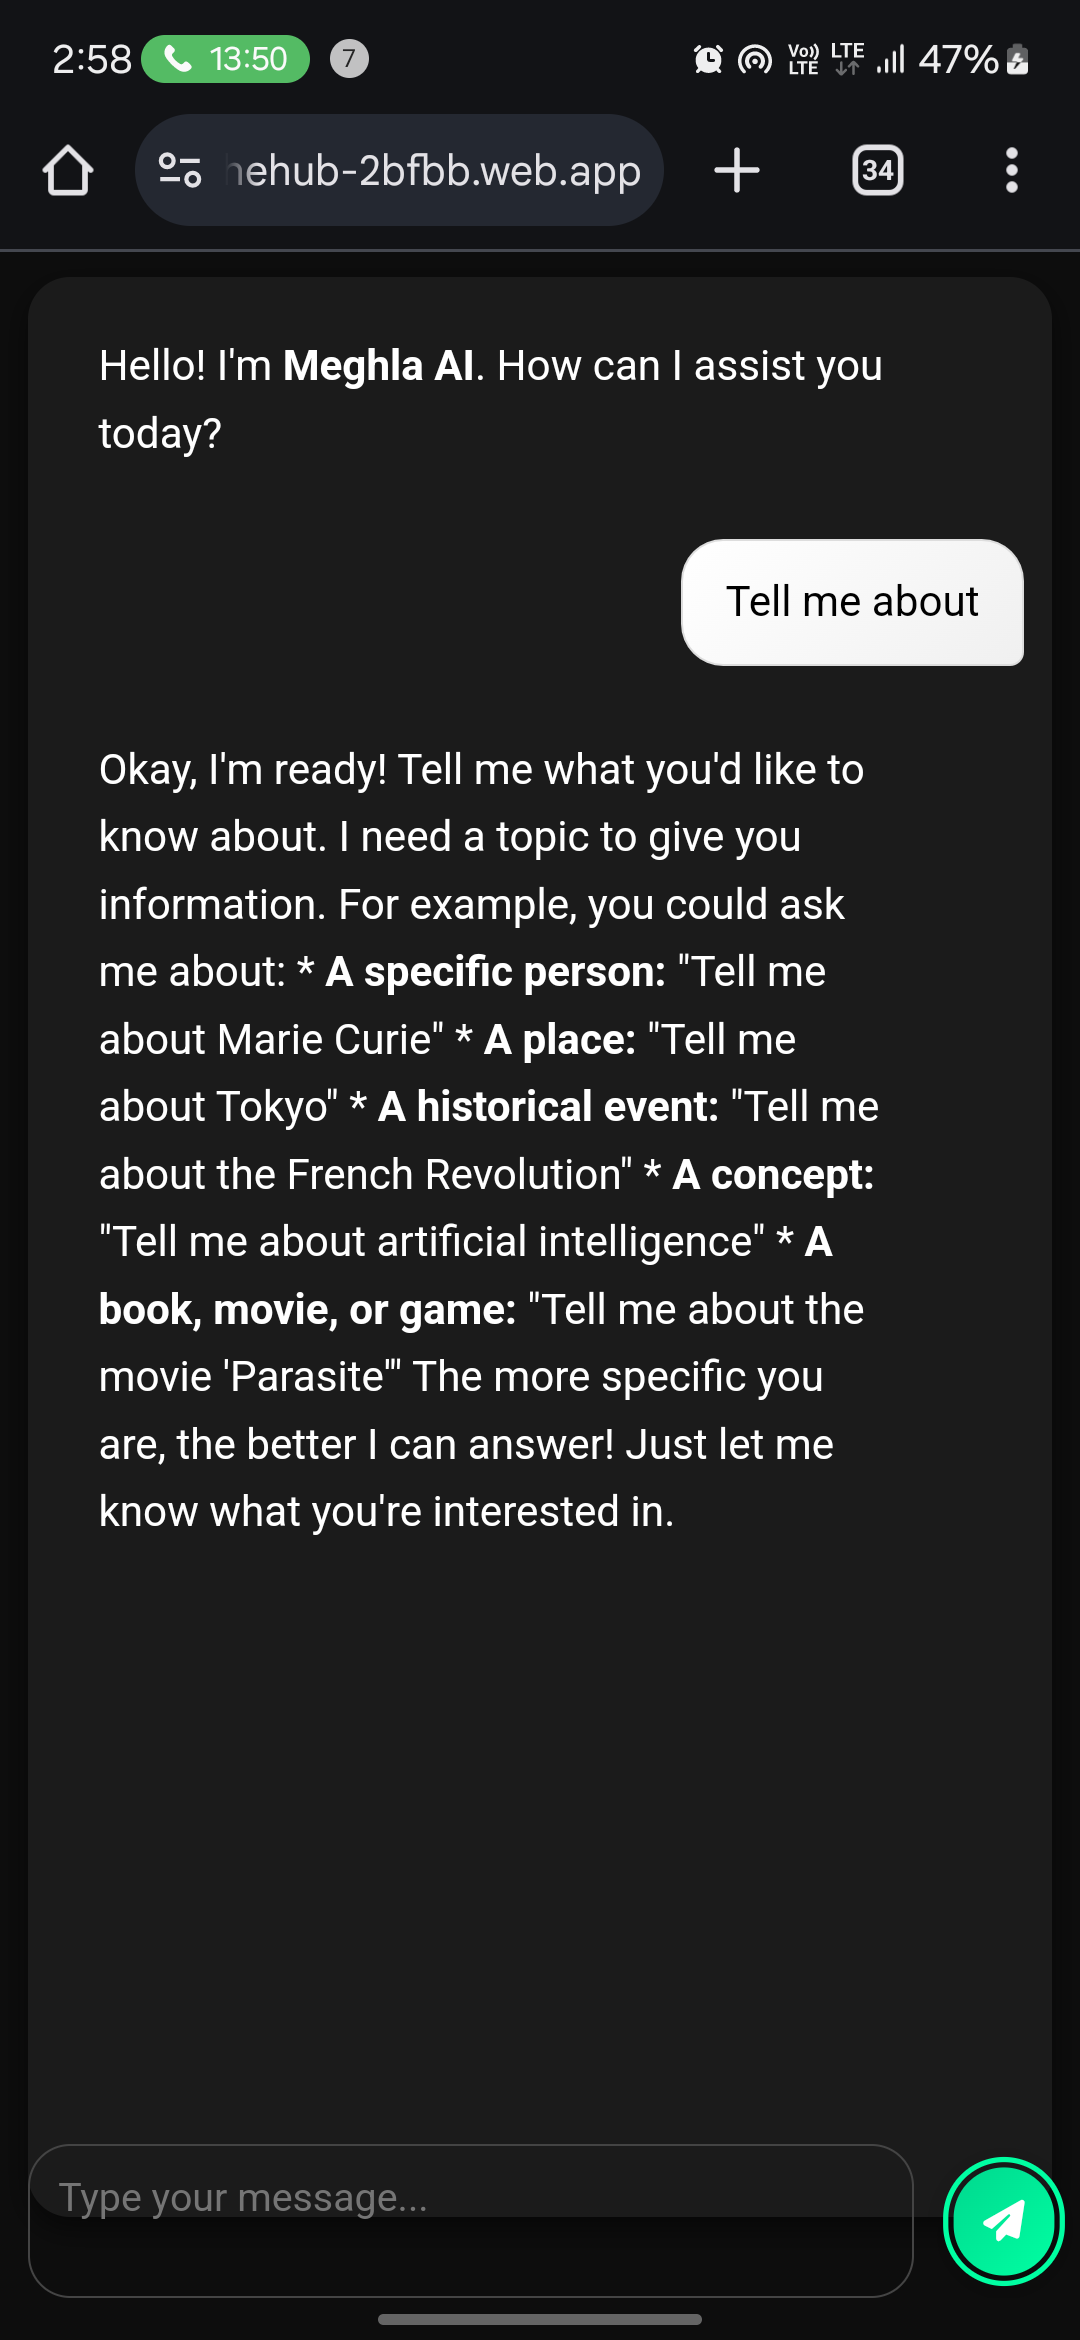 2:58 13:50 7 Vo)) LTE LTE 47%
hehub-2bfbb.web.app 34
Hello! I'm Meghla AI. How can I assist you
today?
Tell me about
Okay, I'm ready! Tell me what you'd like to
know about. I need a topic to give you
information. For example, you could ask
me about: * A specific person: "Tell me
about Marie Curie" * A place: "Tell me
about Tokyo" * A historical event: "Tell me
about the French Revolution" * A concept:
"Tell me about artificial intelligence" * A
book, movie, or game: "Tell me about the
movie 'Parasite'" The more specific you
are, the better I can answer! Just let me
know what you're interested in.
Type your message...